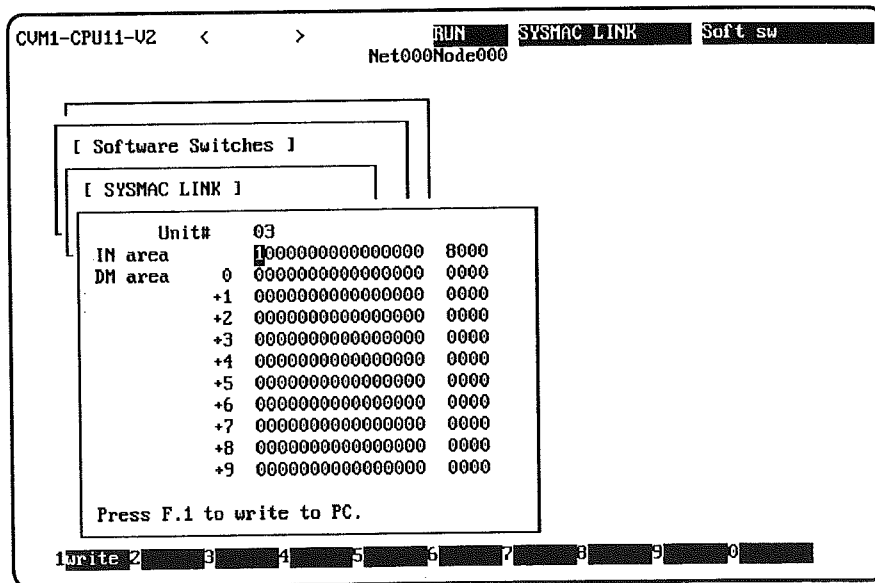 CVM1-CPU11-V2 < > RUN SYSMAC LINK Soft sw
Net000Node000
[ Software Switches ]
[ SYSMAC LINK ]
Unit# 03
IN area 1000000000000000 8000
DM area 0 0000000000000000 0000
+1 0000000000000000 0000
+2 0000000000000000 0000
+3 0000000000000000 0000
+4 0000000000000000 0000
+5 0000000000000000 0000
+6 0000000000000000 0000
+7 0000000000000000 0000
+8 0000000000000000 0000
+9 0000000000000000 0000
Press F.1 to write to PC.
1write 2 3 4 5 6 7 8 9 0